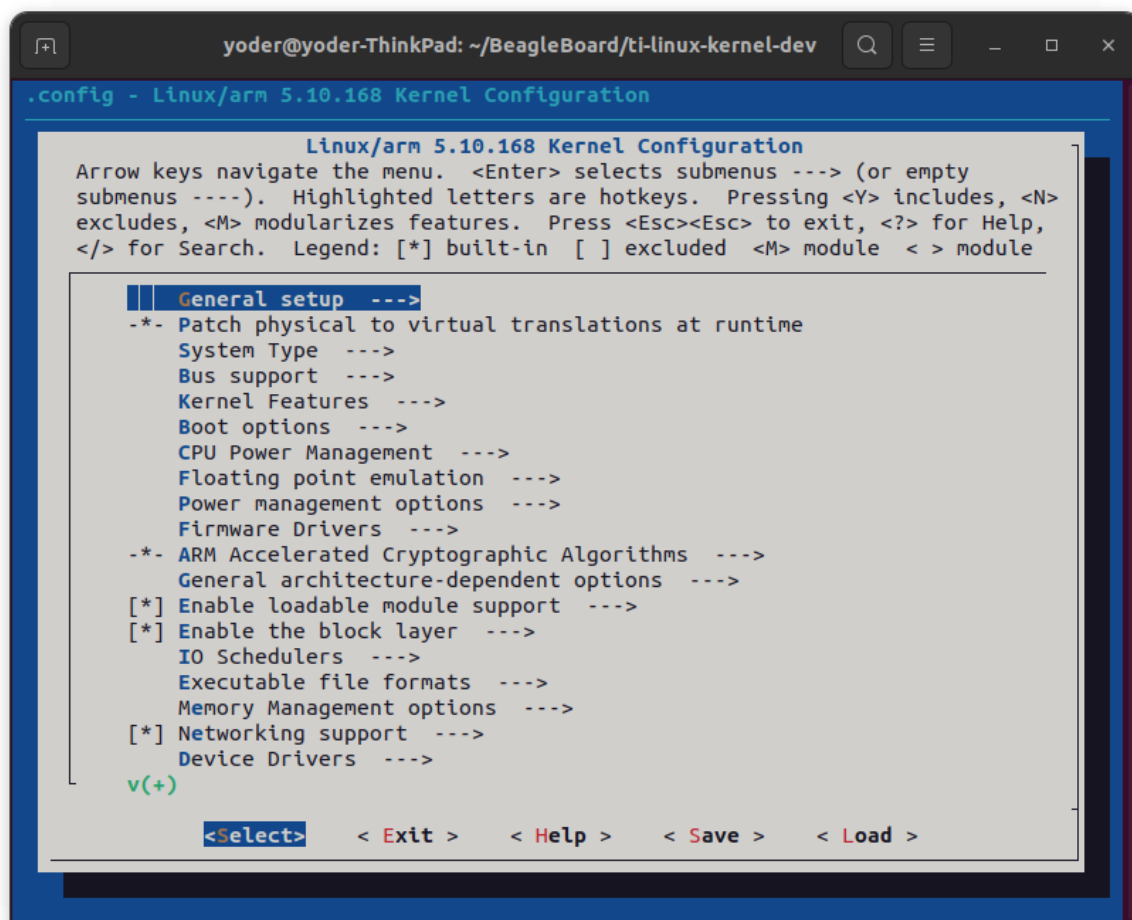 yoder@yoder-ThinkPad: ~/BeagleBoard/ti-linux-kernel-dev
.config - Linux/arm 5.10.168 Kernel Configuration
Linux/arm 5.10.168 Kernel Configuration
Arrow keys navigate the menu.  <Enter> selects submenus ---> (or empty
submenus ----).  Highlighted letters are hotkeys.  Pressing <Y> includes, <N>
excludes, <M> modularizes features.  Press <Esc><Esc> to exit, <?> for Help,
</> for Search.  Legend: [*] built-in  [ ] excluded  <M> module  < > module
General setup  --->
-*- Patch physical to virtual translations at runtime
System Type  --->
Bus support  --->
Kernel Features  --->
Boot options  --->
CPU Power Management  --->
Floating point emulation  --->
Power management options  --->
Firmware Drivers  --->
-*- ARM Accelerated Cryptographic Algorithms  --->
General architecture-dependent options  --->
[*] Enable loadable module support  --->
[*] Enable the block layer  --->
IO Schedulers  --->
Executable file formats  --->
Memory Management options  --->
[*] Networking support  --->
Device Drivers  --->
v(+)
<Select>    < Exit >    < Help >    < Save >    < Load >